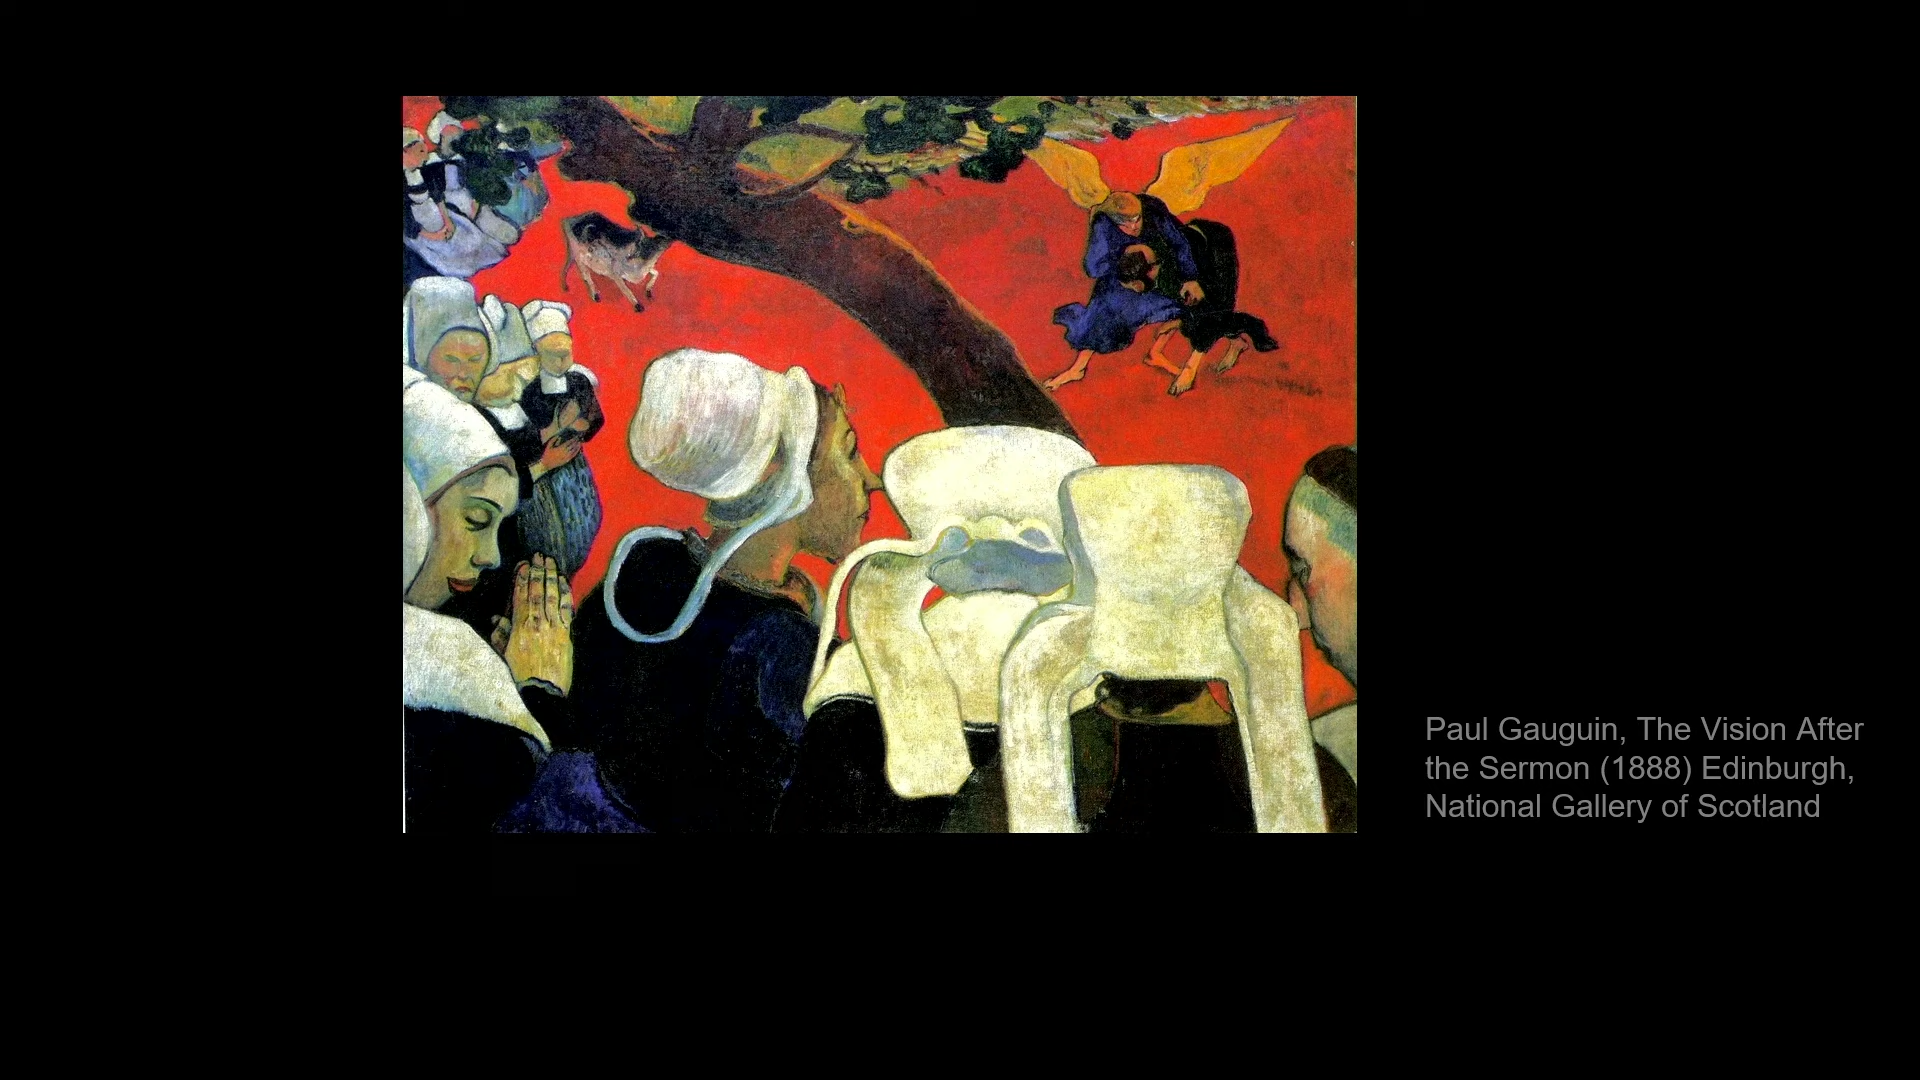 Paul Gauguin, The Vision After
the Sermon (1888) Edinburgh,
National Gallery of Scotland